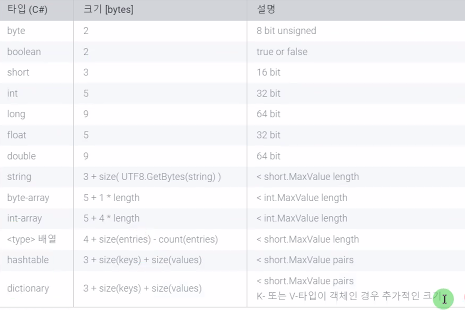 타입 (C#) 크기 [bytes] 설명
byte 2 8 bit unsigned
boolean 2 true or false
short 3 16 bit
int 5 32 bit
long 9 64 bit
float 5 32 bit
double 9 64 bit
string 3 + size( UTF8.GetBytes(string) ) < short.MaxValue length
byte-array 5 + 1 * length < int.MaxValue length
int-array 5 + 4 * length < int.MaxValue length
<type> 배열 4 + size(entries) - count(entries) < short.MaxValue length
hashtable 3 + size(keys) + size(values) < short.MaxValue pairs
dictionary 3 + size(keys) + size(values) < short.MaxValue pairs
K- 또는 V-타입이 객체인 경우 추가적인 크기